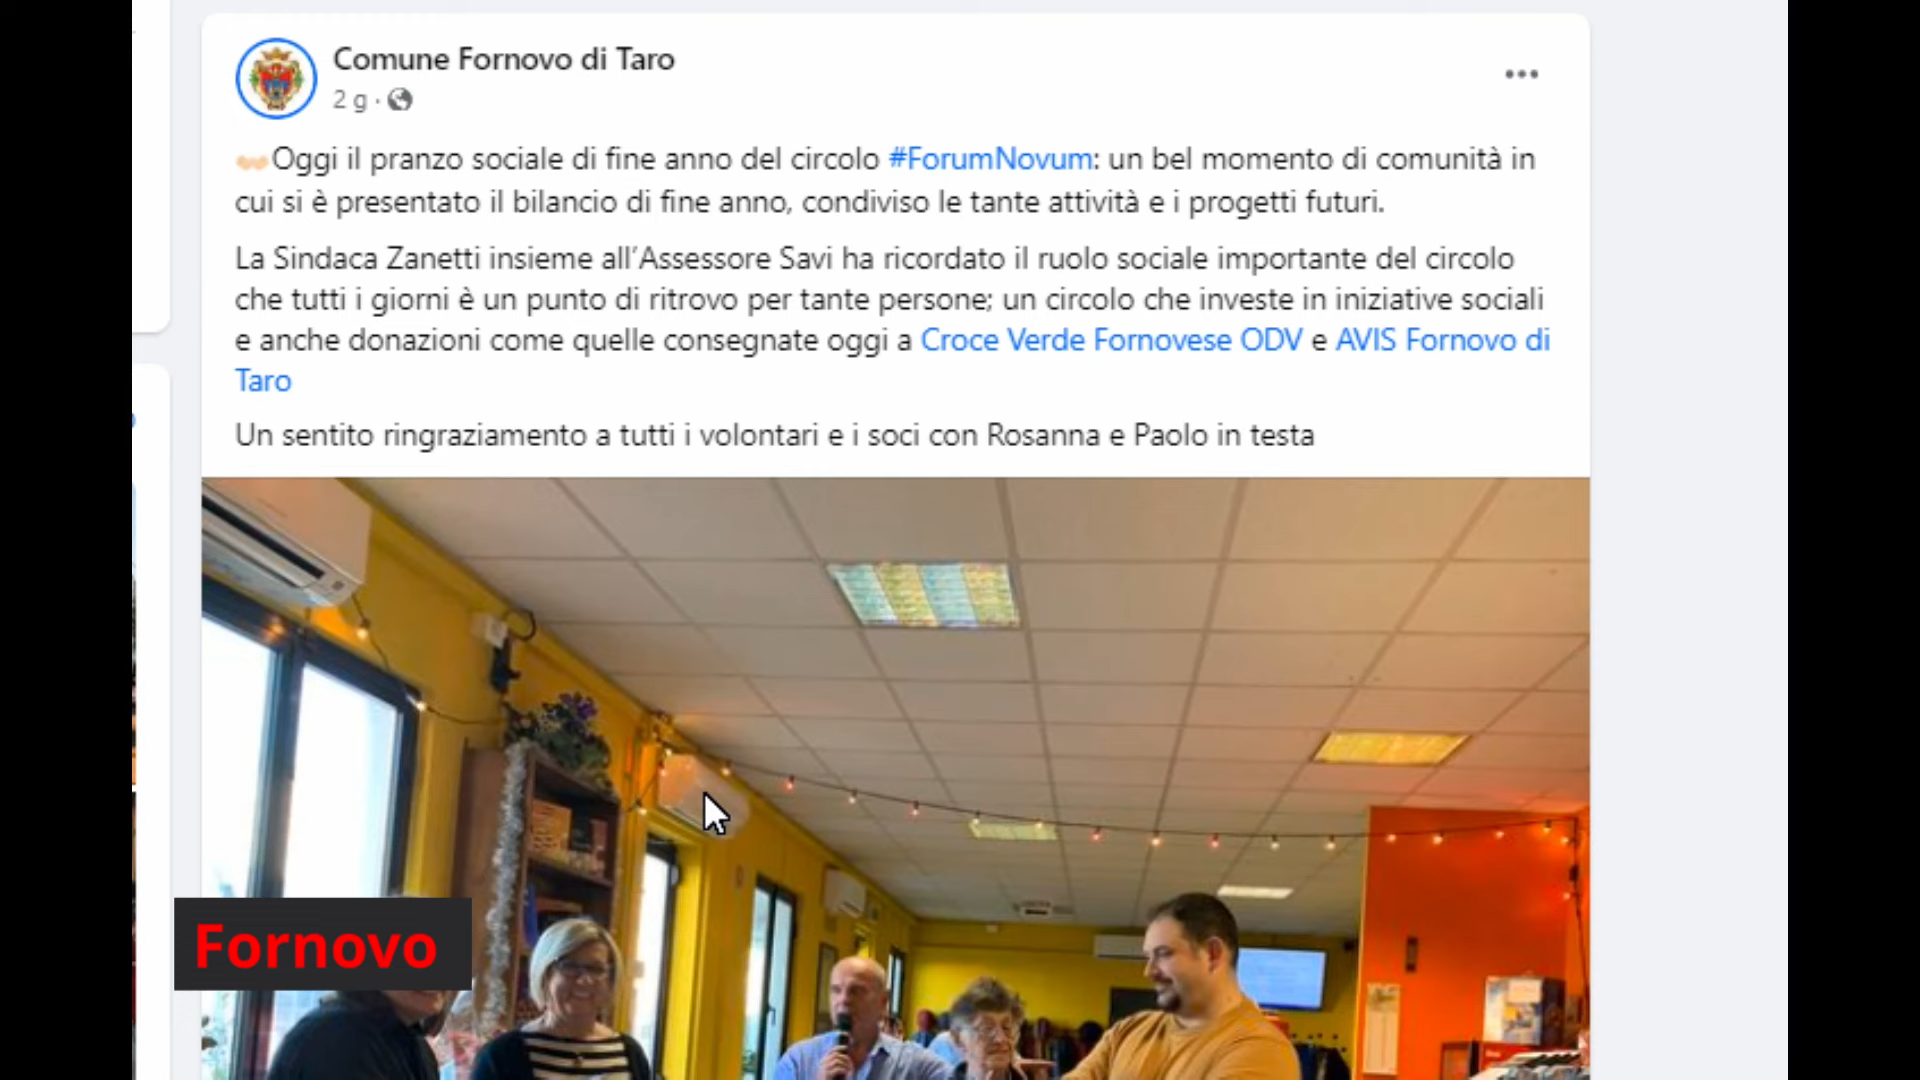 Comune Fornovo di Taro
2 g ·
Oggi il pranzo sociale di fine anno del circolo #ForumNovum: un bel momento di comunità in
cui si è presentato il bilancio di fine anno, condiviso le tante attività e i progetti futuri.
La Sindaca Zanetti insieme all'Assessore Savi ha ricordato il ruolo sociale importante del circolo
che tutti i giorni è un punto di ritrovo per tante persone; un circolo che investe in iniziative sociali
e anche donazioni come quelle consegnate oggi a Croce Verde Fornovese ODV e AVIS Fornovo di
Taro
Un sentito ringraziamento a tutti i volontari e i soci con Rosanna e Paolo in testa
Fornovo